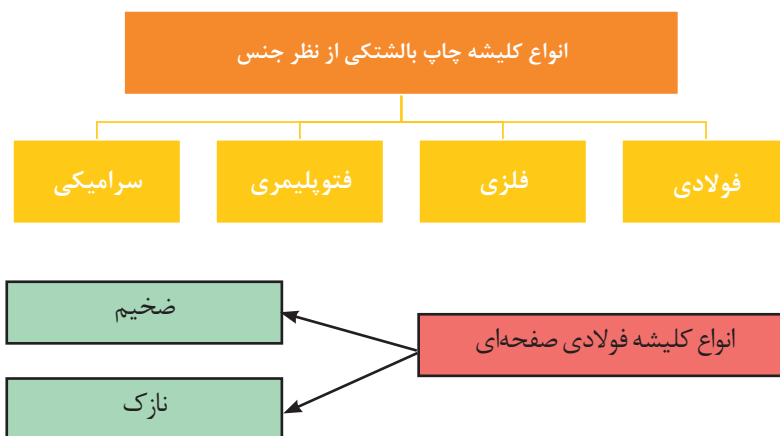 انواع کلیشه چاپ بالشتکی از نظر جنس
فولادی
فلزی
فتوپلیمری
سرامیکی
انواع کلیشه فولادی صفحه‌ای
ضخیم
نازک